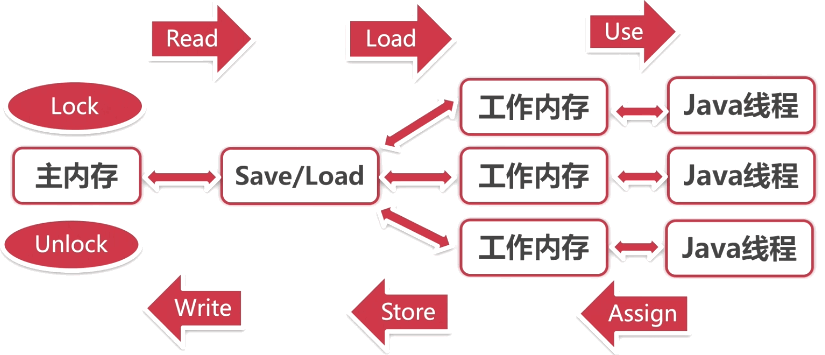 Read
Load
Use
Lock
工作内存
Java线程
主内存
Save/Load
工作内存
Java线程
Unlock
工作内存
Java线程
Write
Store
Assign